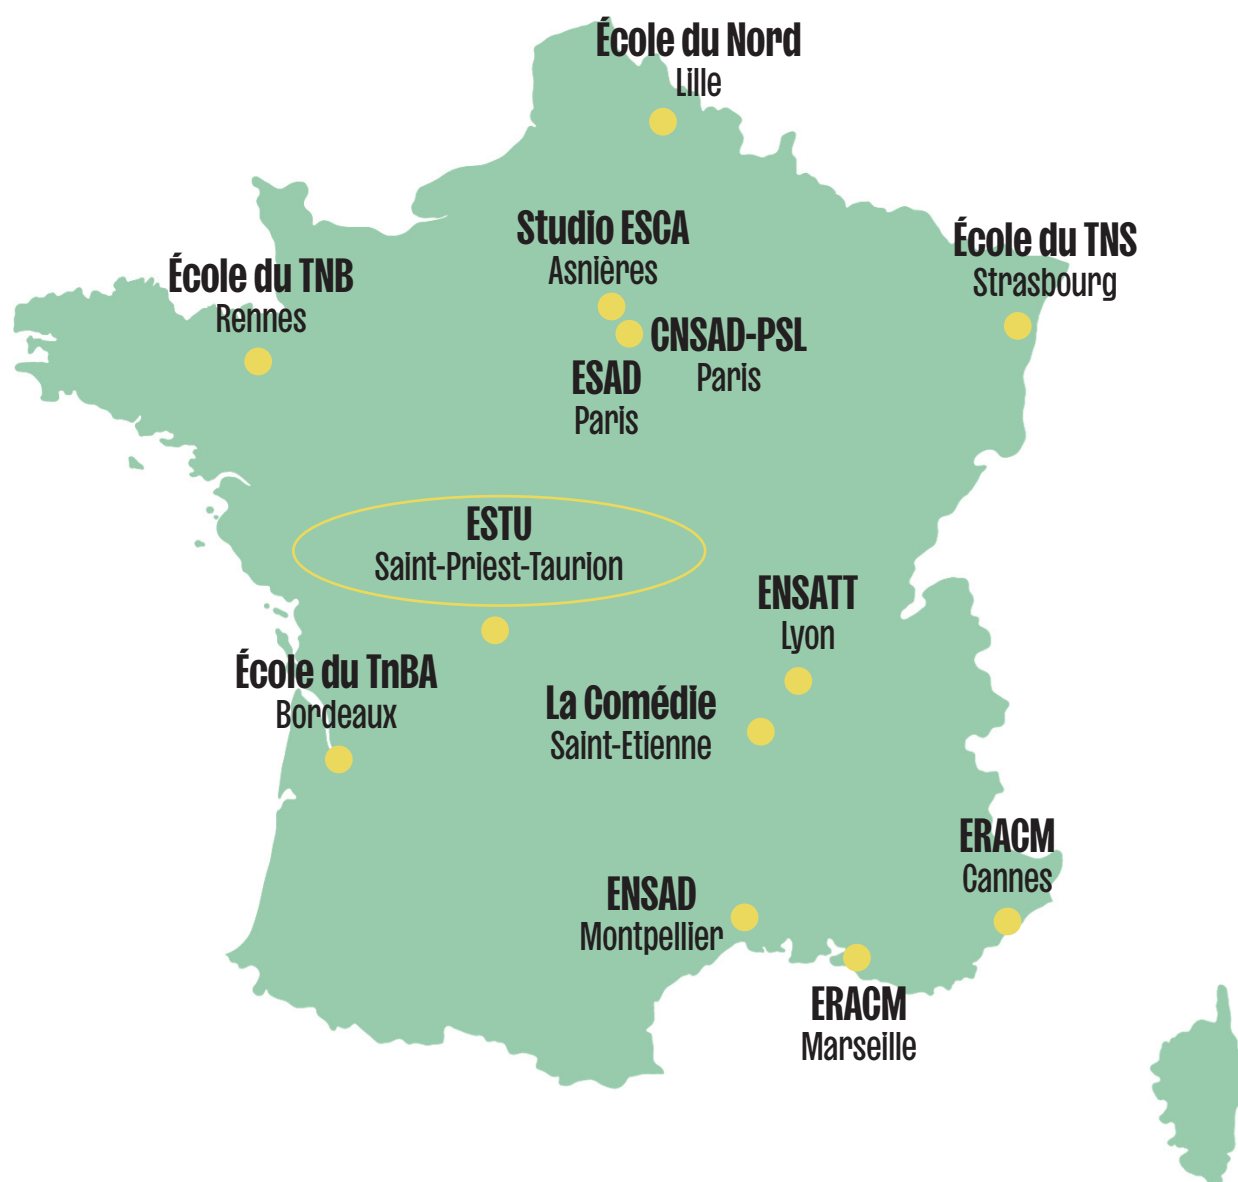 École du Nord
Lille
Studio ESCA
Asnières
École du TNS
Strasbourg
École du TNB
Rennes
CNSAD-PSL
Paris
ESAD
Paris
ESTU
Saint-Priest-Taurion
ENSATT
Lyon
École du TnBA
Bordeaux
La Comédie
Saint-Etienne
ERACM
Cannes
ENSAD
Montpellier
ERACM
Marseille